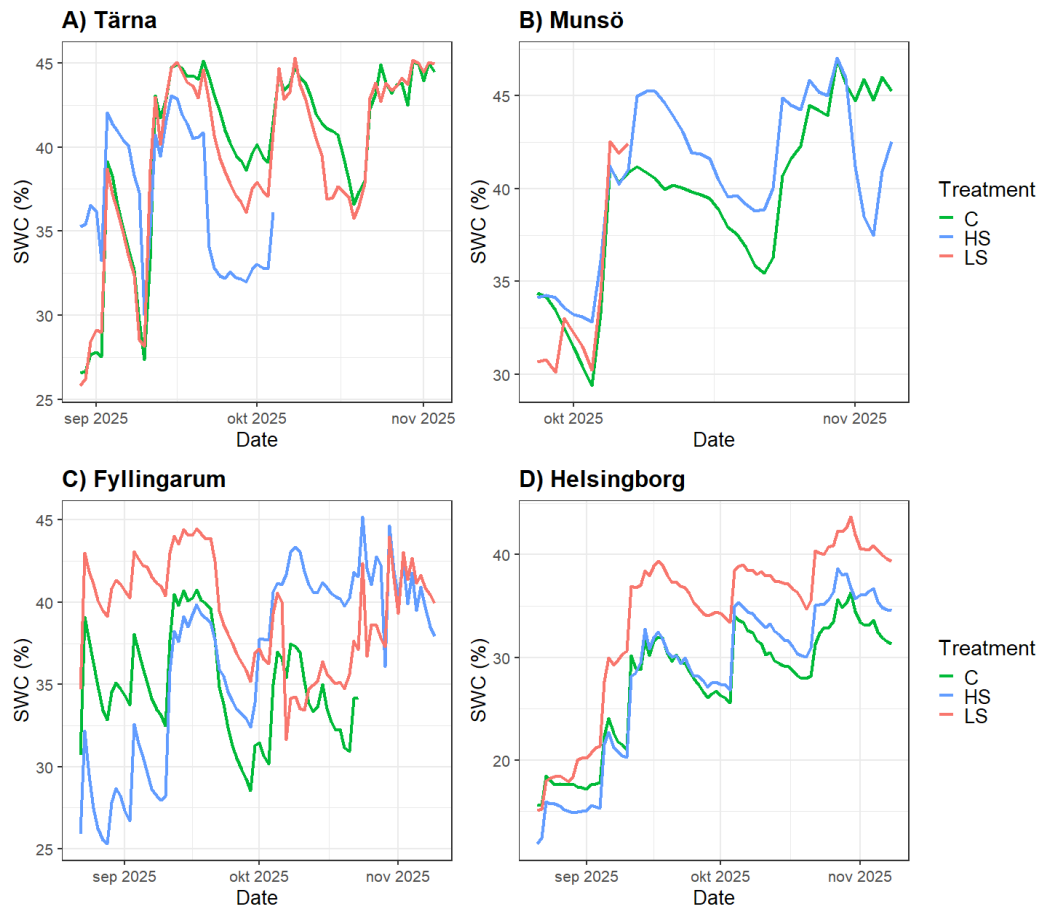 A) Tärna
SWC (%)
45
40
35
30
25
sep 2025
okt 2025
nov 2025
Date
B) Munsö
SWC (%)
45
40
35
30
okt 2025
nov 2025
Date
Treatment
C
HS
LS
C) Fyllingarum
SWC (%)
45
40
35
30
25
sep 2025
okt 2025
nov 2025
Date
D) Helsingborg
SWC (%)
40
30
20
sep 2025
okt 2025
nov 2025
Date
Treatment
C
HS
LS